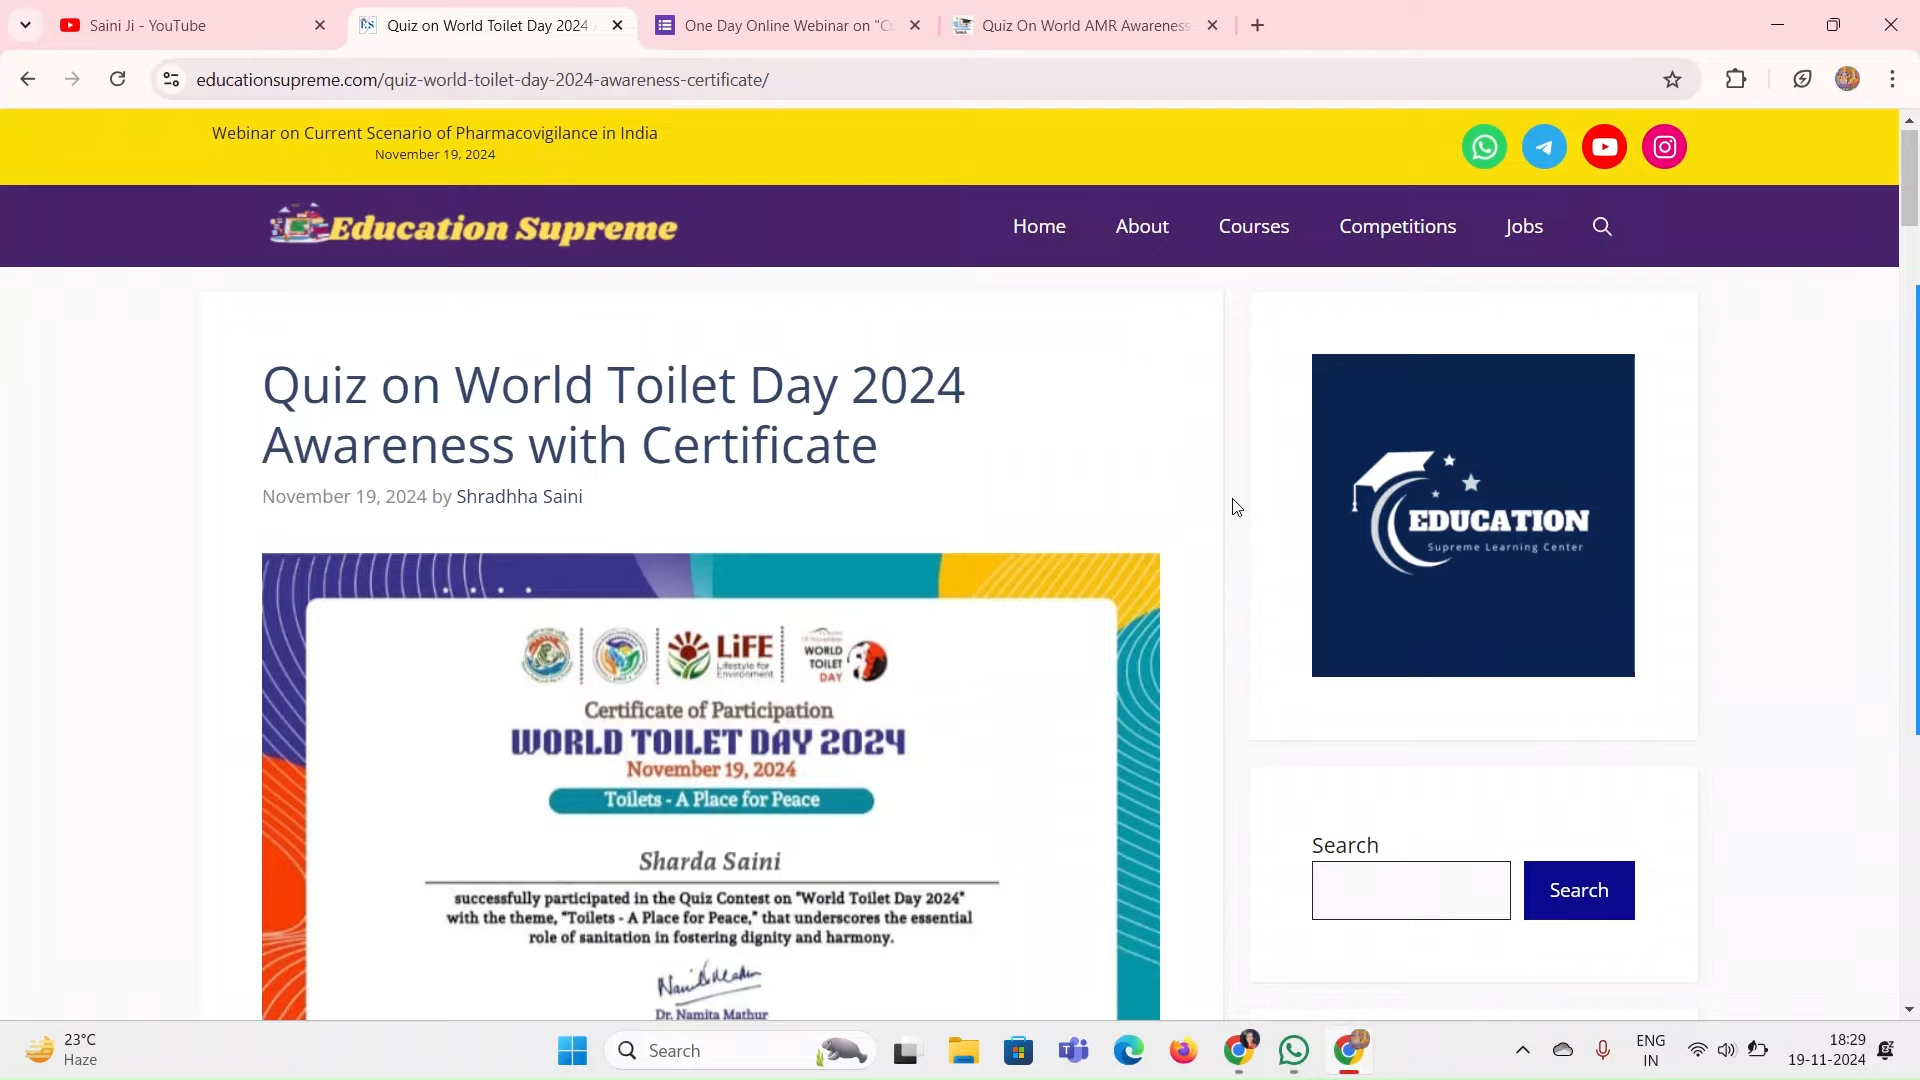 Saini Ji - YouTube
Quiz on World Toilet Day 2024
One Day Online Webinar on "Cu
Quiz On World AMR Awareness
educationsupreme.com/quiz-world-toilet-day-2024-awareness-certificate/
Webinar on Current Scenario of Pharmacovigilance in India
November 19, 2024
Education Supreme
Home About Courses Competitions Jobs
Quiz on World Toilet Day 2024
Awareness with Certificate
November 19, 2024 by Shradhha Saini
EDUCATION
Supreme Learning Center
LiFE
Lifestyle for
Environment
WORLD
TOILET
DAY
Certificate of Participation
WORLD TOILET DAY 2024
November 19, 2024
Toilets - A Place for Peace
Sharda Saini
successfully participated in the Quiz Contest on "World Toilet Day 2024"
with the theme, "Toilets - A Place for Peace," that underscores the essential
role of sanitation in fostering dignity and harmony.
Dr. Namita Mathur
Search
Search
23°C
Haze
Search
ENG
IN
18:29
19-11-2024